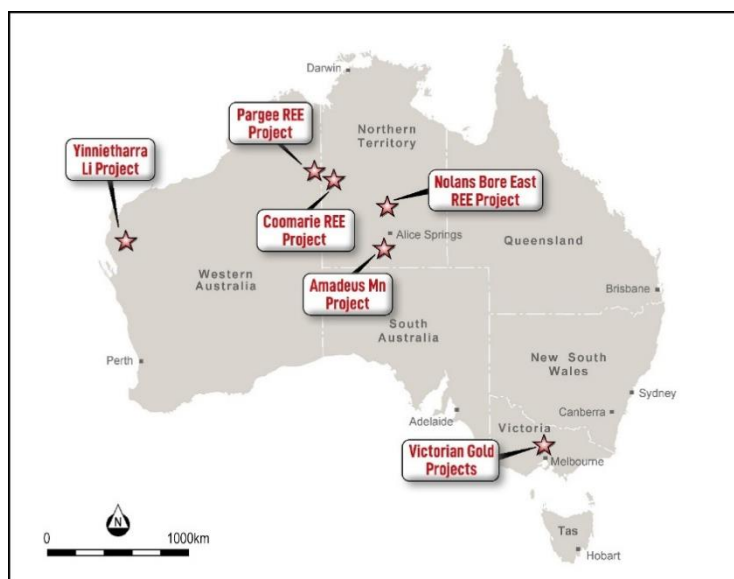 Darwin
Pargee REE
Project
Northern
Territory
Yinnietharra
Li Project
Nolans Bore East
REE Project
Coomarie REE
Project
Alice Springs
Queensland
Western
Australia
Amadeus Mn
Project
Brisbane
South
Australia
Perth
New South
Wales
Sydney
Adelaide
Canberra
Victoria
Victorian Gold
Projects
Melbourne
N
0
1000km
Tas
Hobart